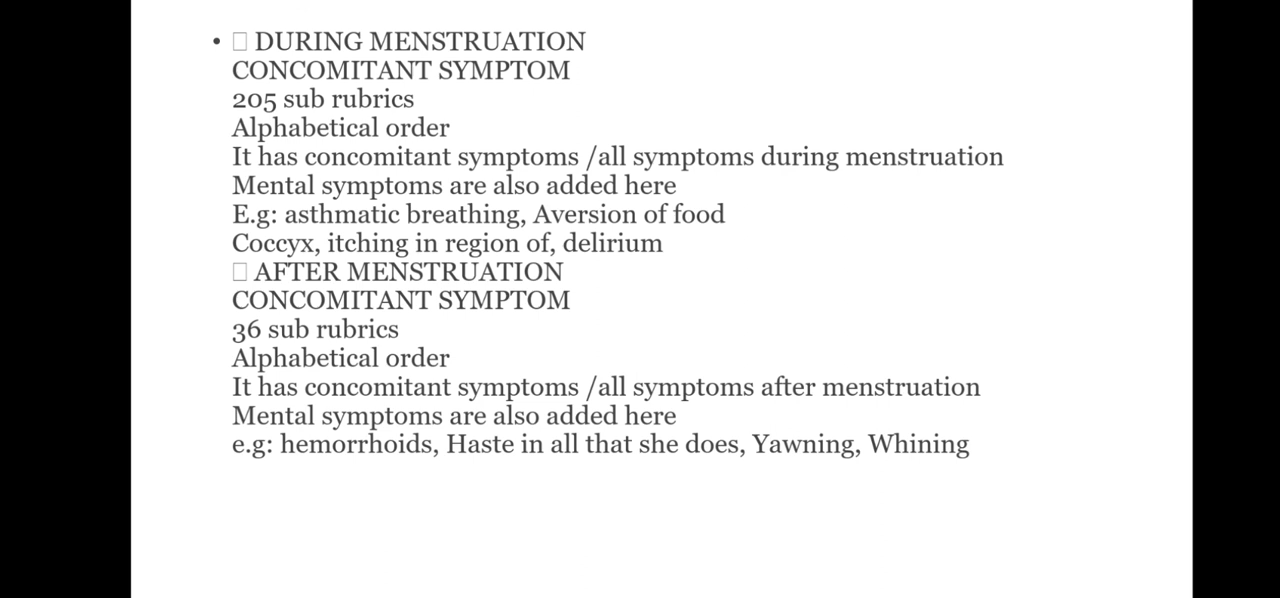 • □ DURING MENSTRUATION
CONCOMITANT SYMPTOM
205 sub rubrics
Alphabetical order
It has concomitant symptoms /all symptoms during menstruation
Mental symptoms are also added here
E.g: asthmatic breathing, Aversion of food
Coccyx, itching in region of, delirium
□ AFTER MENSTRUATION
CONCOMITANT SYMPTOM
36 sub rubrics
Alphabetical order
It has concomitant symptoms /all symptoms after menstruation
Mental symptoms are also added here
e.g: hemorrhoids, Haste in all that she does, Yawning, Whining